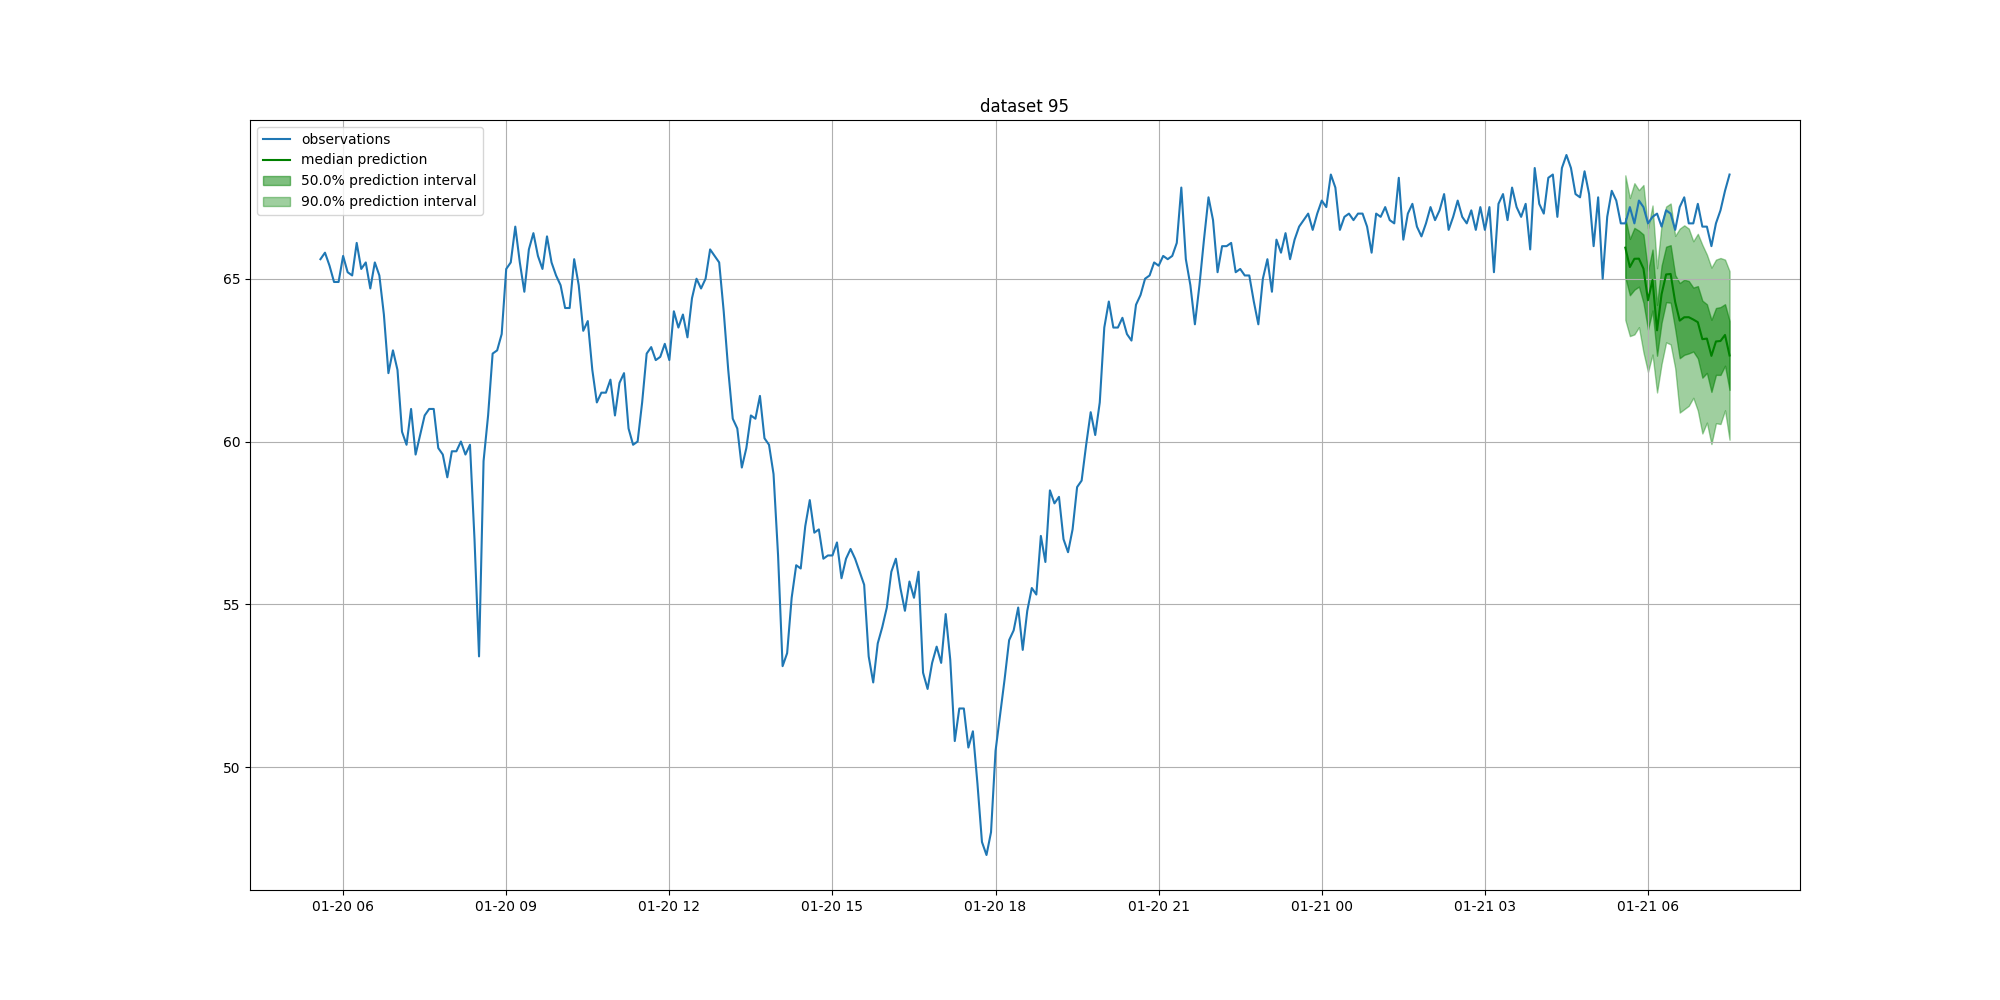 dataset 95
observations
median prediction
50.0% prediction interval
90.0% prediction interval
65
60
55
50
01-20 06 01-20 09 01-20 12 01-20 15 01-20 18 01-20 21 01-21 00 01-21 03 01-21 06